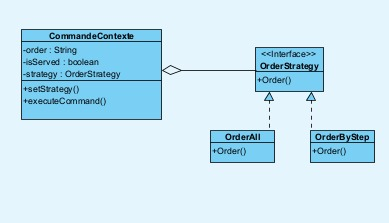 CommandeContexte
-order : String
-isServed : boolean
-strategy : OrderStrategy
+setStrategy()
+executeCommand()
<<Interface>>
OrderStrategy
+Order()
OrderAll
+Order()
OrderByStep
+Order()